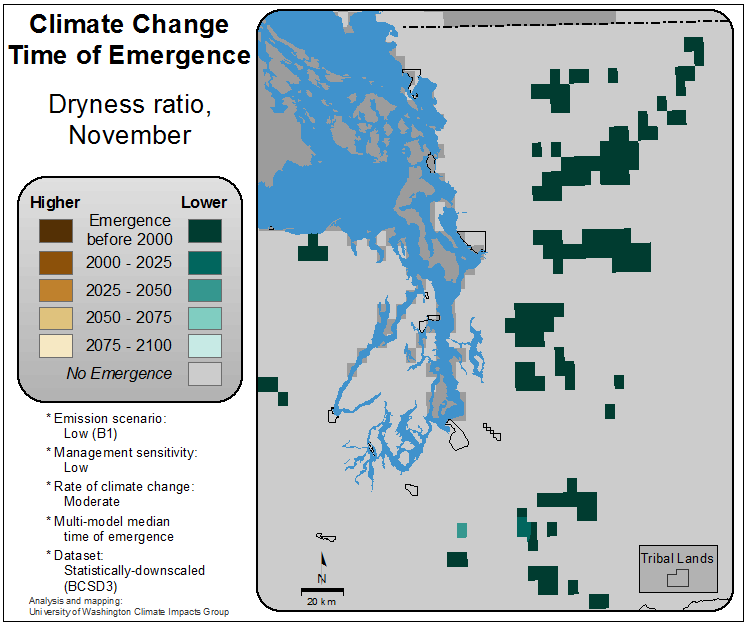 Climate Change
Time of Emergence
Dryness ratio,
November
Higher
Lower
Emergence
before 2000
2000 - 2025
2025 - 2050
2050 - 2075
2075 - 2100
No Emergence
* Emission scenario:
Low (B1)
* Management sensitivity:
Low
* Rate of climate change:
Moderate
* Multi-model median
time of emergence
* Dataset:
Statistically-downscaled
(BCSD3)
Analysis and mapping:
University of Washington Climate Impacts Group
N
20 km
Tribal Lands